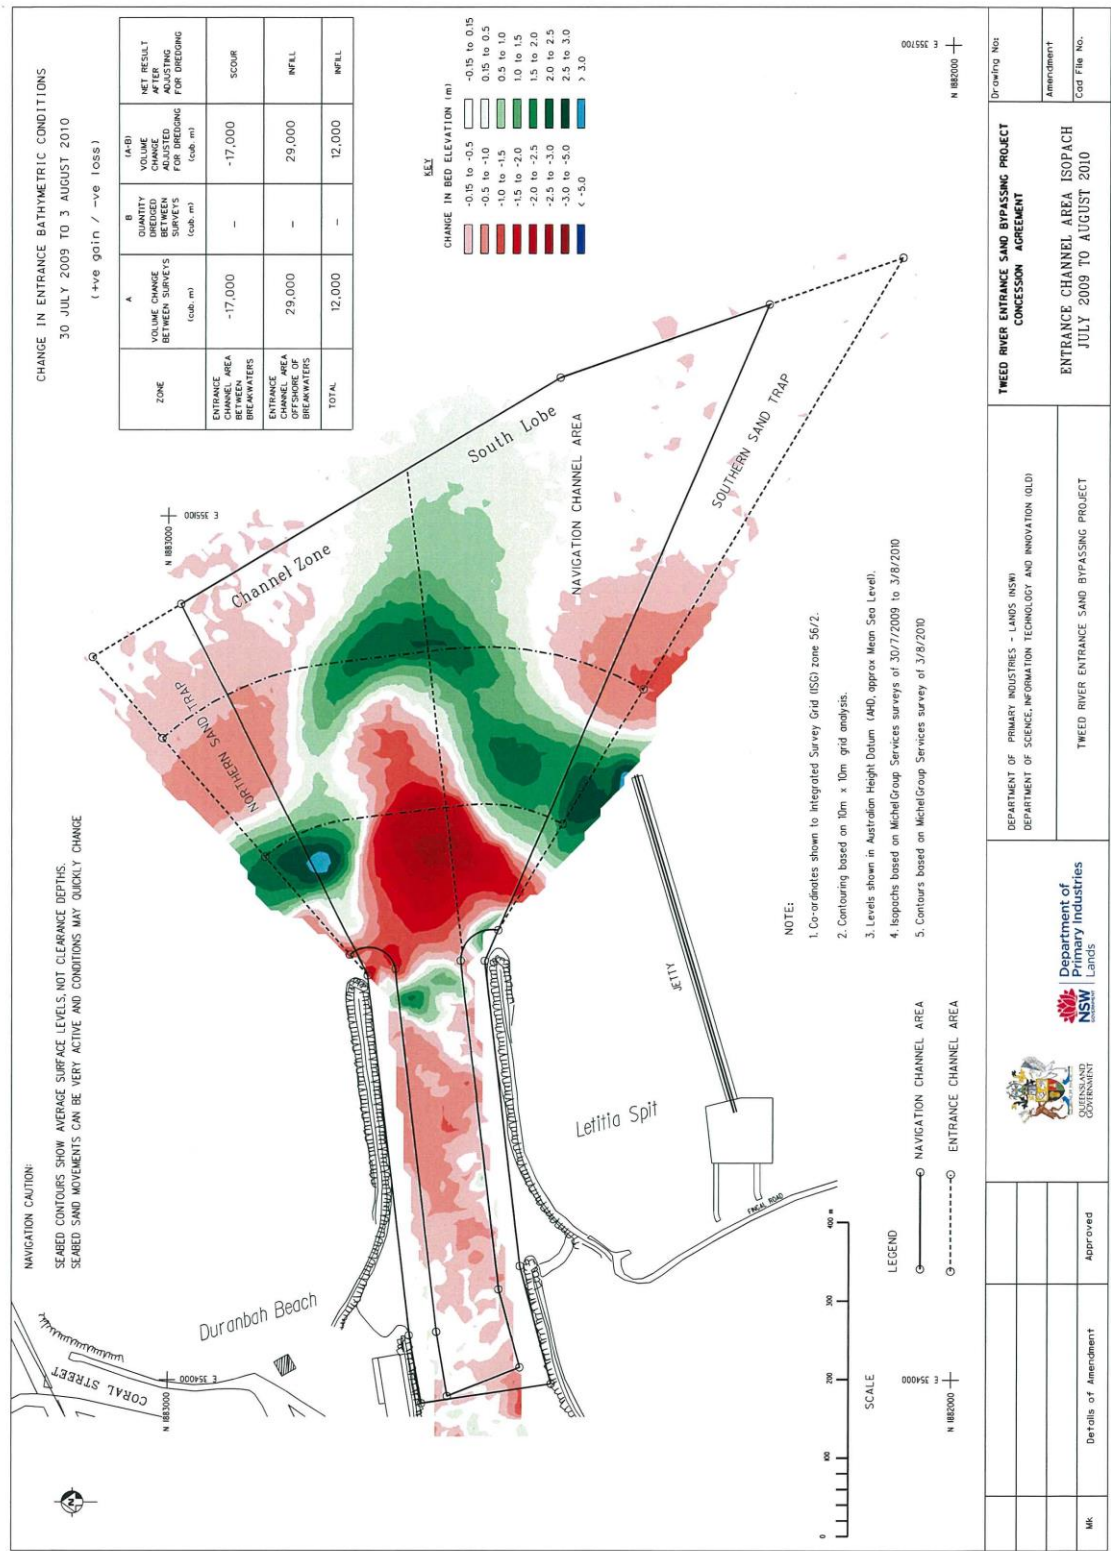 NAVIGATION CAUTION:
SEABED CONTOURS SHOW AVERAGE SURFACE LEVELS, NOT CLEARANCE DEPTHS.
SEABED SAND MOVEMENTS CAN BE VERY ACTIVE AND CONDITIONS MAY QUICKLY CHANGE
CHANGE IN ENTRANCE BATHYMETRIC CONDITIONS
30 JULY 2009 TO 3 AUGUST 2010
(+ve gain / -ve loss)
ZONE
A
VOLUME CHANGE
BETWEEN SURVEYS
(cub. m)
B
QUANTITY
DREDGED
BETWEEN
SURVEYS
(cub. m)
(A-B)
VOLUME
CHANGE
ADJUSTED
FOR DREDGING
(cub. m)
NET RESULT
AFTER
ADJUSTING
FOR DREDGING
ENTRANCE
CHANNEL AREA
BETWEEN
BREAKWATERS
-17,000
–
-17,000
SCOUR
ENTRANCE
CHANNEL AREA
OFFSHORE OF
BREAKWATERS
29,000
–
29,000
INFILL
TOTAL
12,000
–
12,000
INFILL
KEY
CHANGE IN BED ELEVATION (m)
-0.15 to -0.5
-0.5 to -1.0
-1.0 to -1.5
-1.5 to -2.0
-2.0 to -2.5
-2.5 to -3.0
-3.0 to -5.0
< -5.0
-0.15 to 0.15
0.15 to 0.5
0.5 to 1.0
1.0 to 1.5
1.5 to 2.0
2.0 to 2.5
2.5 to 3.0
> 3.0
N
CORAL STREET
N 1883000
E 354000
Duranbah Beach
N 1883000
E 355100
Channel Zone
South Lobe
NORTHERN SAND TRAP
NAVIGATION CHANNEL AREA
SOUTHERN SAND TRAP
Letitia Spit
JETTY
FINGAL ROAD
E 355700
N 1882000
E 354000
N 1882000
NOTE:
1. Co-ordinates shown to Integrated Survey Grid (ISG) zone 56/2.
2. Contouring based on 10m x 10m grid analysis.
3. Levels shown in Australian Height Datum (AHD, approx Mean Sea Level).
4. Isopachs based on MichelGroup Services surveys of 30/7/2009 to 3/8/2010
5. Contours based on MichelGroup Services survey of 3/8/2010
SCALE
0
100
200
300
400 m
LEGEND
NAVIGATION CHANNEL AREA
ENTRANCE CHANNEL AREA
Mk
Details of Amendment
Approved
QUEENSLAND
GOVERNMENT
NSW
GOVERNMENT
Department of
Primary Industries
Lands
DEPARTMENT OF PRIMARY INDUSTRIES - LANDS (NSW)
DEPARTMENT OF SCIENCE, INFORMATION TECHNOLOGY AND INNOVATION (QLD)
TWEED RIVER ENTRANCE SAND BYPASSING PROJECT
TWEED RIVER ENTRANCE SAND BYPASSING PROJECT
CONCESSION AGREEMENT
ENTRANCE CHANNEL AREA ISOPACH
JULY 2009 TO AUGUST 2010
Drawing No:
Amendment
Cad File No.